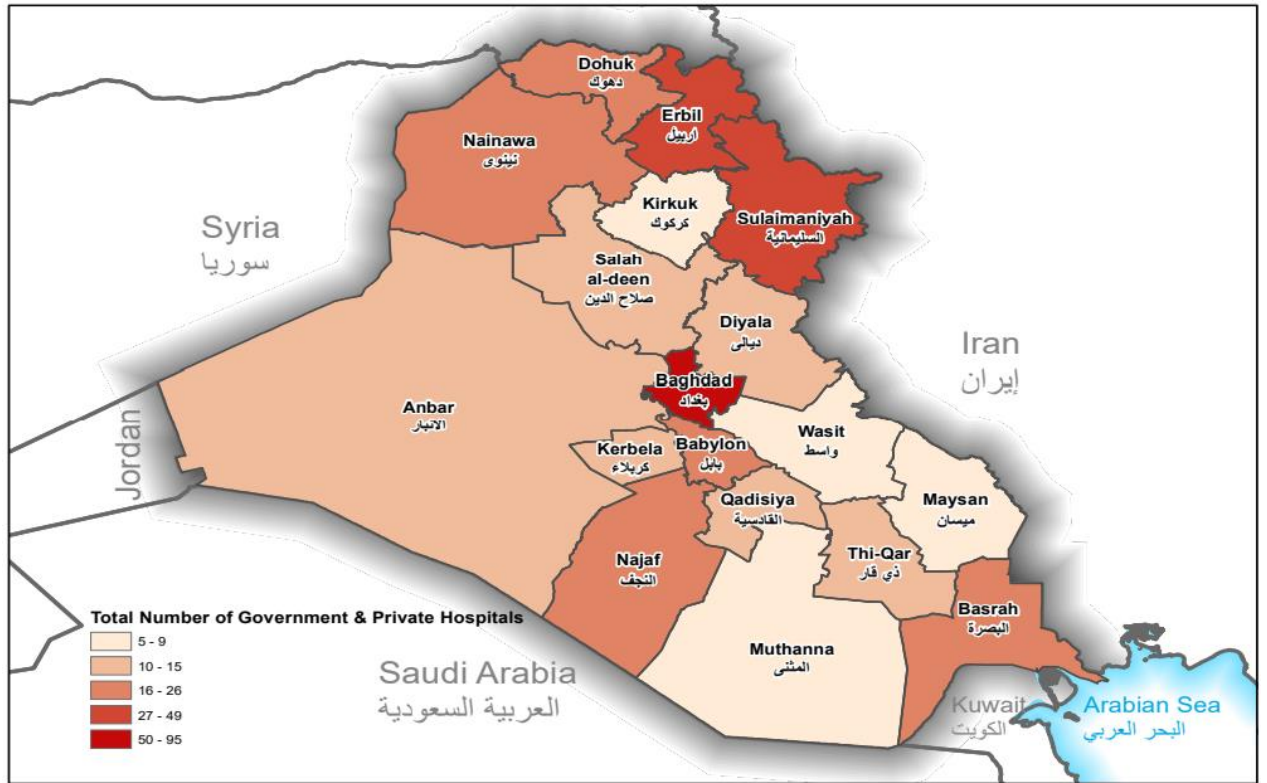 Dohuk
دهوك
Erbil
اربيل
Nainawa
نينوى
Kirkuk
كركوك
Sulaimaniyah
السليمانية
Syria
سوريا
Salah
al-deen
صلاح الدين
Diyala
ديالى
Iran
إيران
Baghdad
بغداد
Anbar
الانبار
Jordan
Wasit
واسط
Kerbela
كربلاء
Babylon
بابل
Maysan
ميسان
Qadisiya
القادسية
Thi-Qar
ذي قار
Najaf
النجف
Basrah
البصرة
Muthanna
المثنى
Saudi Arabia
العربية السعودية
Kuwait
الكويت
Arabian Sea
البحر العربي
Total Number of Government & Private Hospitals
5 - 9
10 - 15
16 - 26
27 - 49
50 - 95